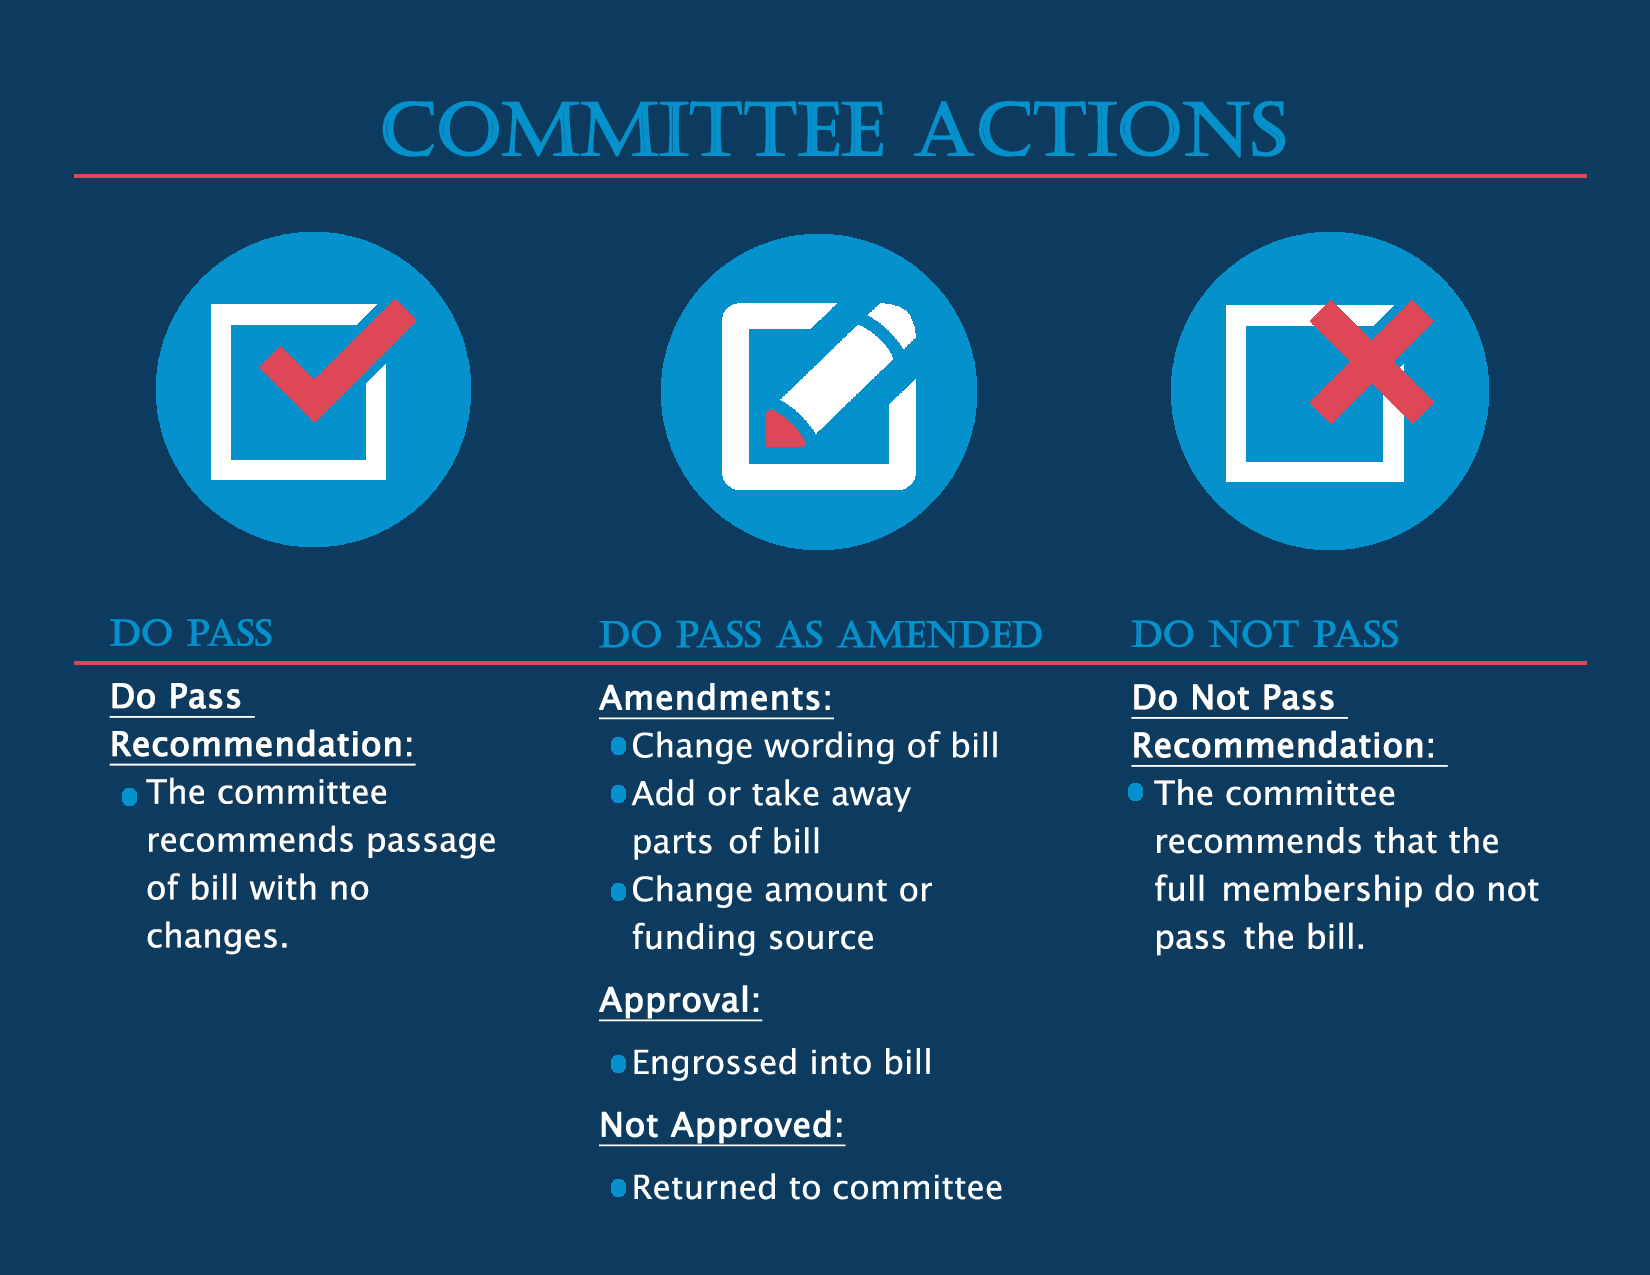 COMMITTEE ACTIONS
DO PASS
Do Pass
Recommendation:
The committee
recommends passage
of bill with no
changes.
DO PASS AS AMENDED
Amendments:
Change wording of bill
Add or take away
parts of bill
Change amount or
funding source
Approval:
Engrossed into bill
Not Approved:
Returned to committee
DO NOT PASS
Do Not Pass
Recommendation:
The committee
recommends that the
full membership do not
pass the bill.